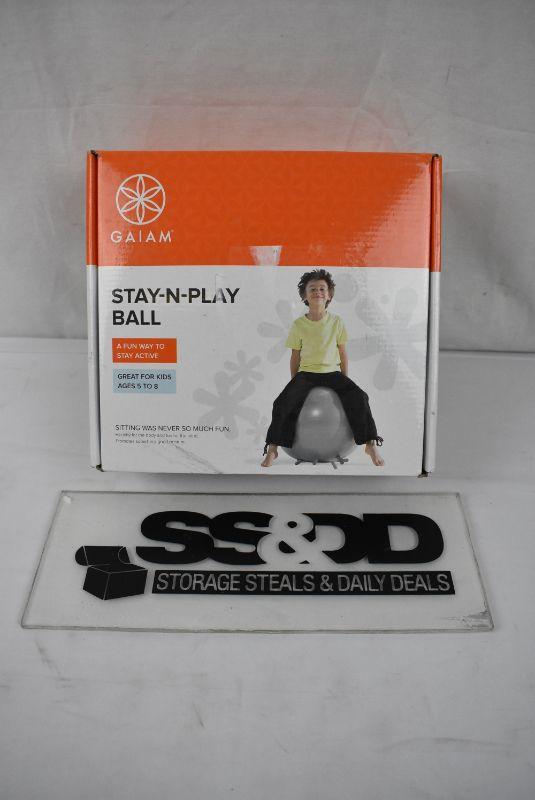 GAIAM
STAY-N-PLAY
BALL
A FUN WAY TO
STAY ACTIVE
GREAT FOR KIDS
AGES 5 TO 8
SITTING WAS NEVER SO MUCH FUN.
SS&DD
STORAGE STEALS & DAILY DEALS